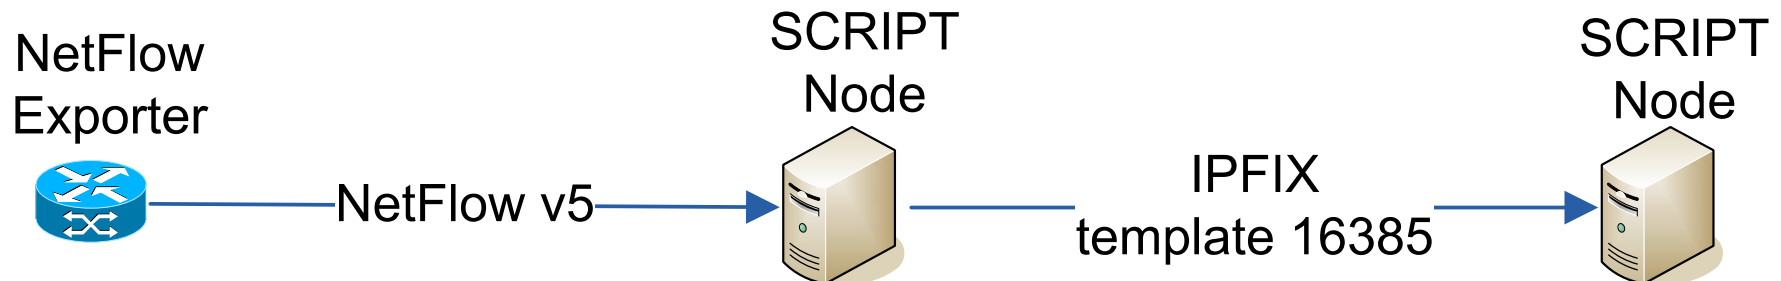 NetFlow
Exporter
NetFlow v5
SCRIPT
Node
IPFIX
template 16385
SCRIPT
Node